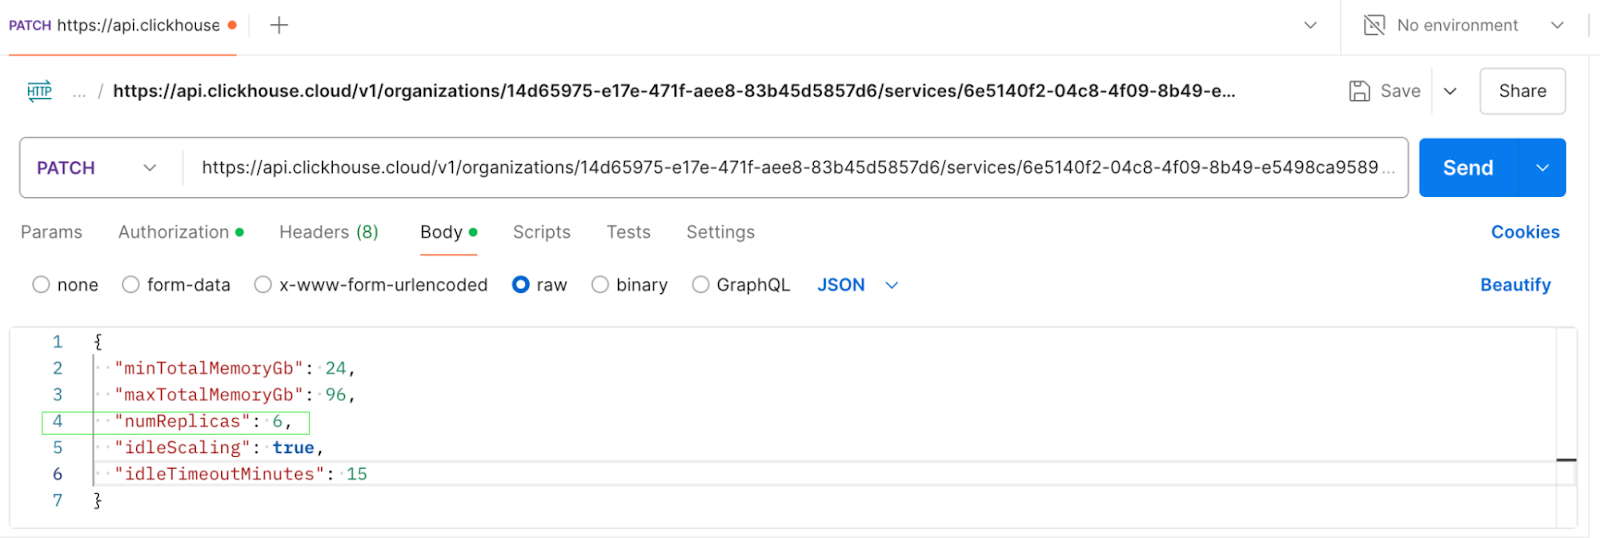 PATCH https://api.clickhouse
No environment
HTTP ... / https://api.clickhouse.cloud/v1/organizations/14d65975-e17e-471f-aee8-83b45d5857d6/services/6e5140f2-04c8-4f09-8b49-e... Save Share
PATCH https://api.clickhouse.cloud/v1/organizations/14d65975-e17e-471f-aee8-83b45d5857d6/services/6e5140f2-04c8-4f09-8b49-e5498ca9589 ... Send
Params Authorization Headers (8) Body Scripts Tests Settings Cookies
none form-data x-www-form-urlencoded raw binary GraphQL JSON Beautify
1 {
2 "minTotalMemoryGb": 24,
3 "maxTotalMemoryGb": 96,
4 "numReplicas": 6,
5 "idleScaling": true,
6 "idleTimeoutMinutes": 15
7 }